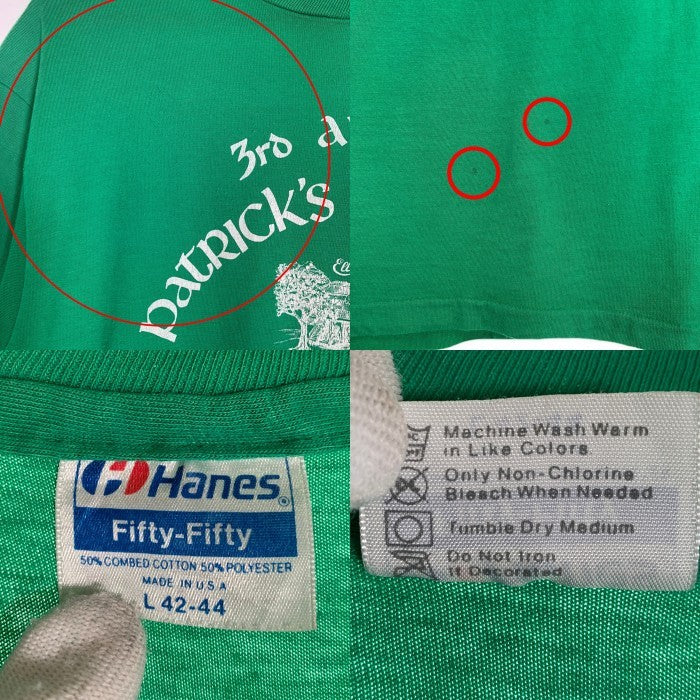 3rd
Patrick's
Hanes®
Fifty-Fifty
50% COMBED COTTON 50% POLYESTER
MADE IN U.S.A
L 42-44
Machine Wash Warm
in Like Colors
Only Non-Chlorine
Bleach When Needed
Tumble Dry Medium
Do Not Iron
If Decorated